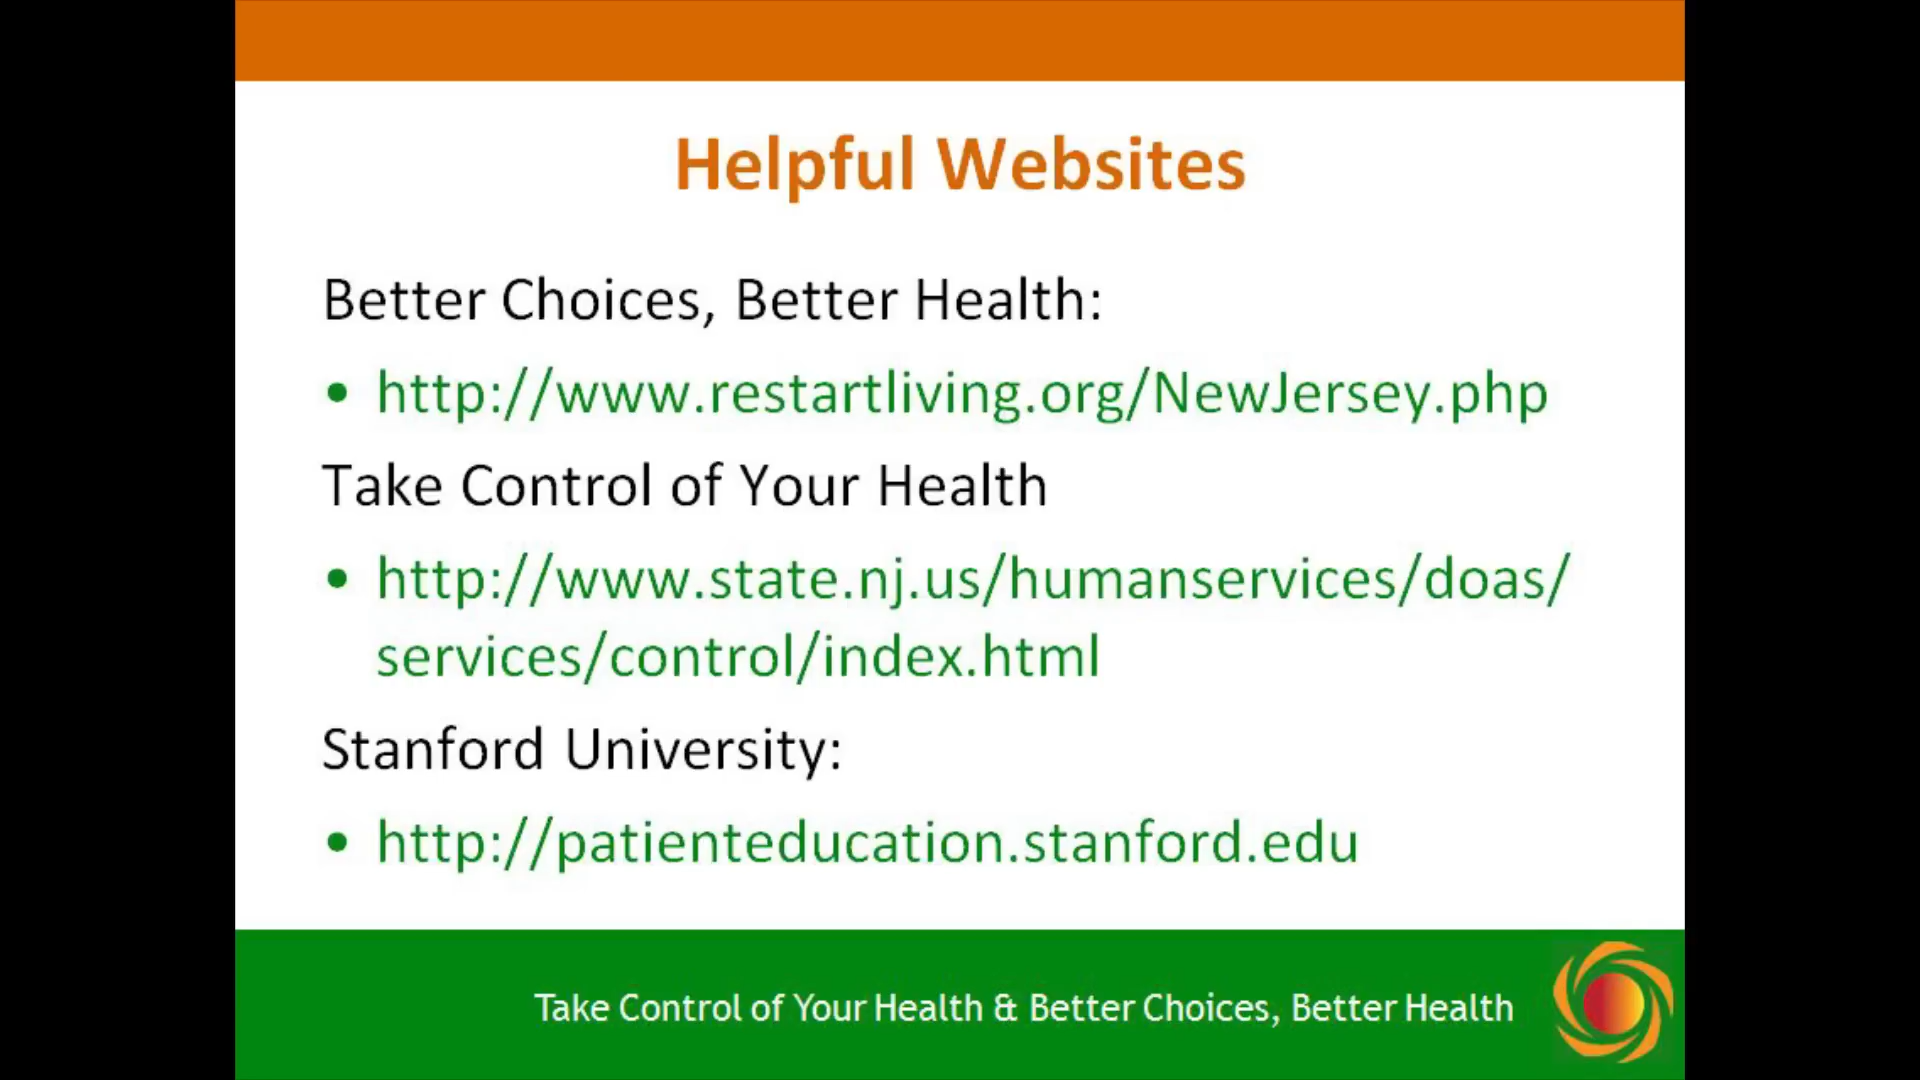 Helpful Websites
Better Choices, Better Health:
• http://www.restartliving.org/NewJersey.php
Take Control of Your Health
• http://www.state.nj.us/humanservices/doas/
services/control/index.html
Stanford University:
• http://patienteducation.stanford.edu
Take Control of Your Health & Better Choices, Better Health